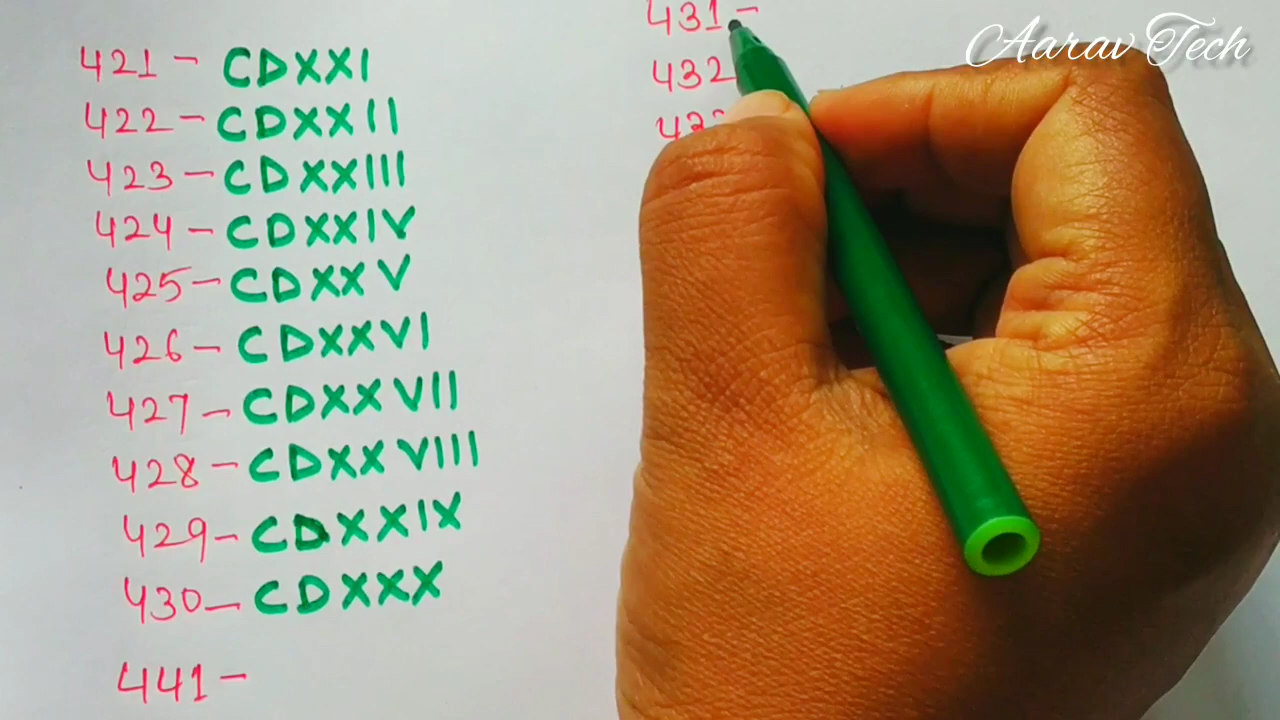 Aarav Tech
421 - CDXXI
422 - CDXXII
423 - CDXXIII
424 - CDXXIV
425 - CDXXV
426 - CDXXVI
427 - CDXXVII
428 - CDXXVIII
429 - CDXXIX
430 - CDXXX
441 -
431 -
432